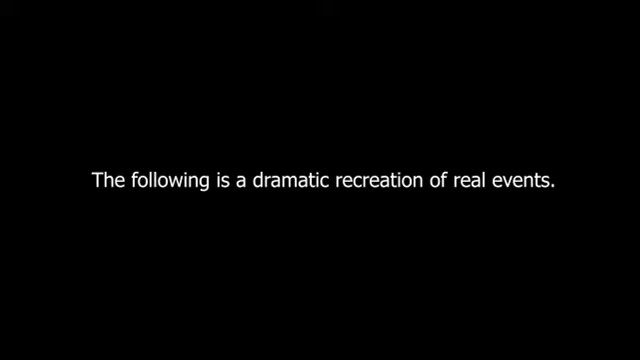 The following is a dramatic recreation of real events.